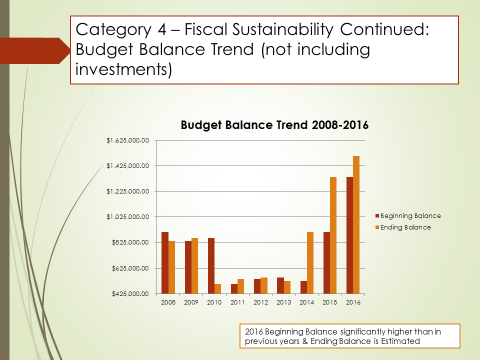 Category 4 – Fiscal Sustainability Continued:
Budget Balance Trend (not including
investments)
Budget Balance Trend 2008-2016
$1,625,000.00
$1,425,000.00
$1,225,000.00
$1,025,000.00
$825,000.00
$625,000.00
$425,000.00
2008 2009 2010 2011 2012 2013 2014 2015 2016
Beginning Balance
Ending Balance
2016 Beginning Balance significantly higher than in
previous years & Ending Balance is Estimated